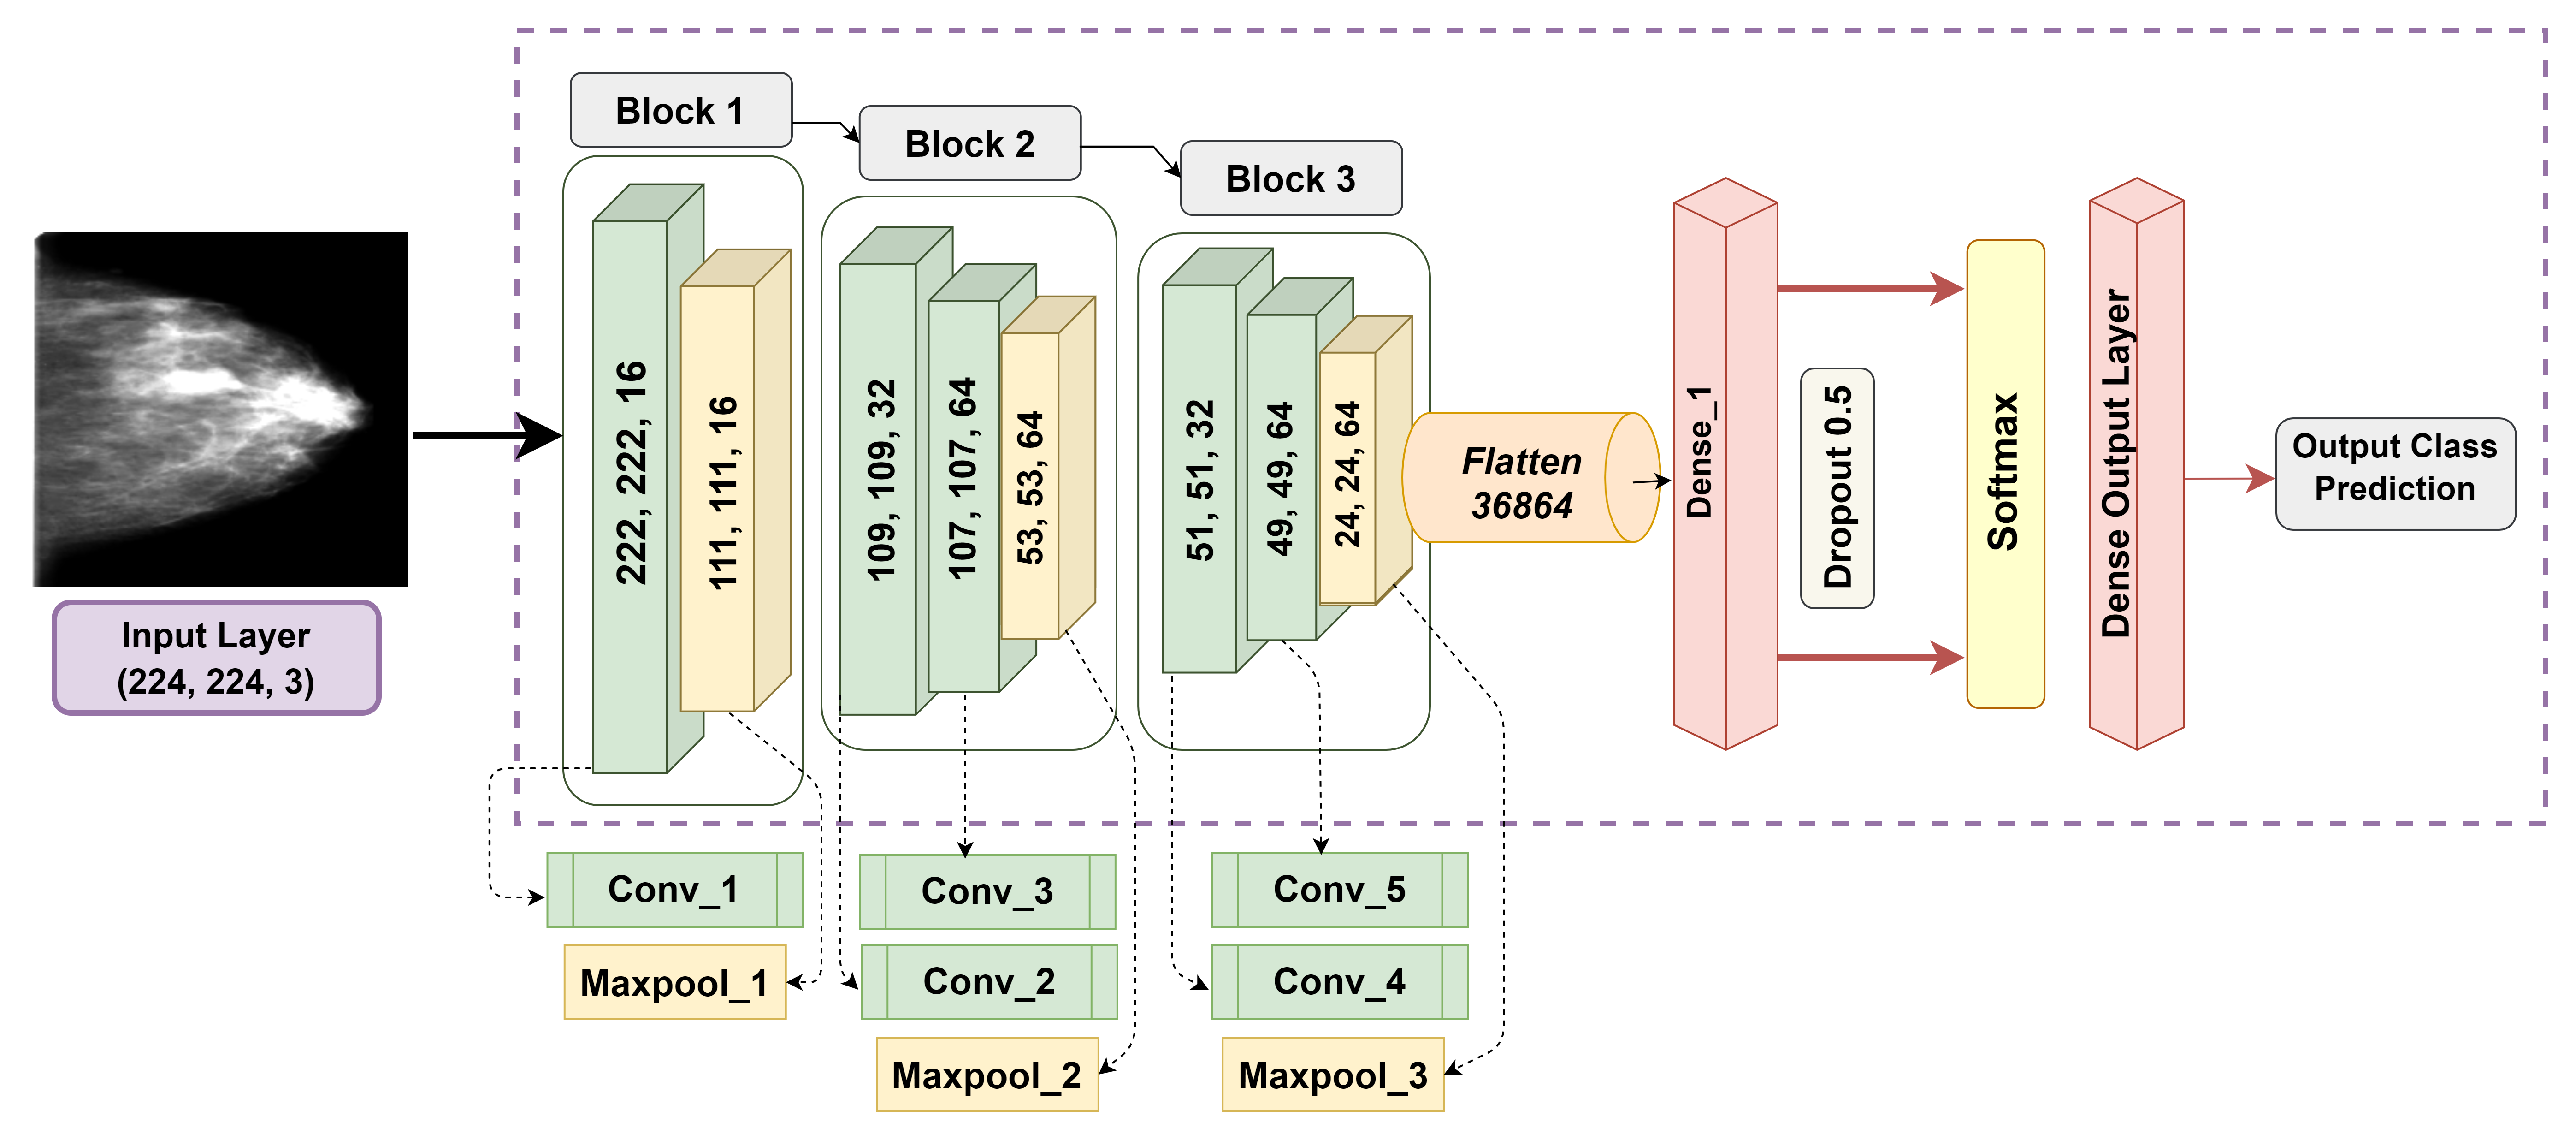 Block 1
Block 2
Block 3
222, 222, 16
111, 111, 16
109, 109, 32
107, 107, 64
53, 53, 64
51, 51, 32
49, 49, 64
24, 24, 64
Flatten
36864
Dense_1
Dropout 0.5
Softmax
Dense Output Layer
Output Class
Prediction
Input Layer
(224, 224, 3)
Conv_1
Maxpool_1
Conv_3
Conv_2
Maxpool_2
Conv_5
Conv_4
Maxpool_3